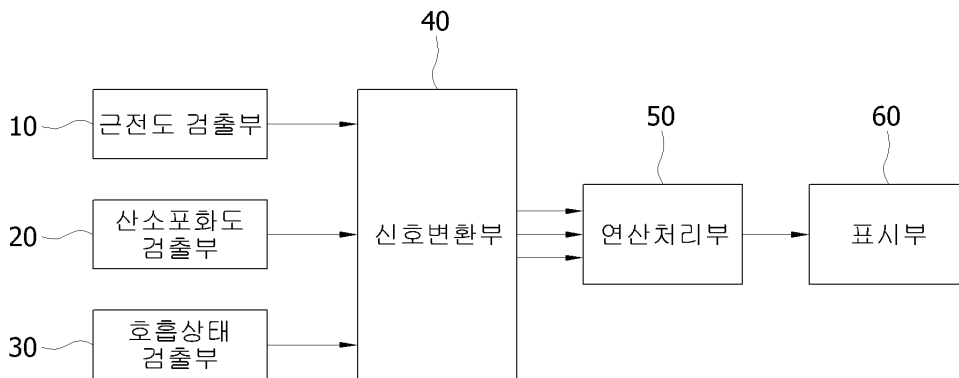 40
10
근전도 검출부
50
60
20
산소포화도
검출부
신호변환부
연산처리부
표시부
30
호흡상태
검출부